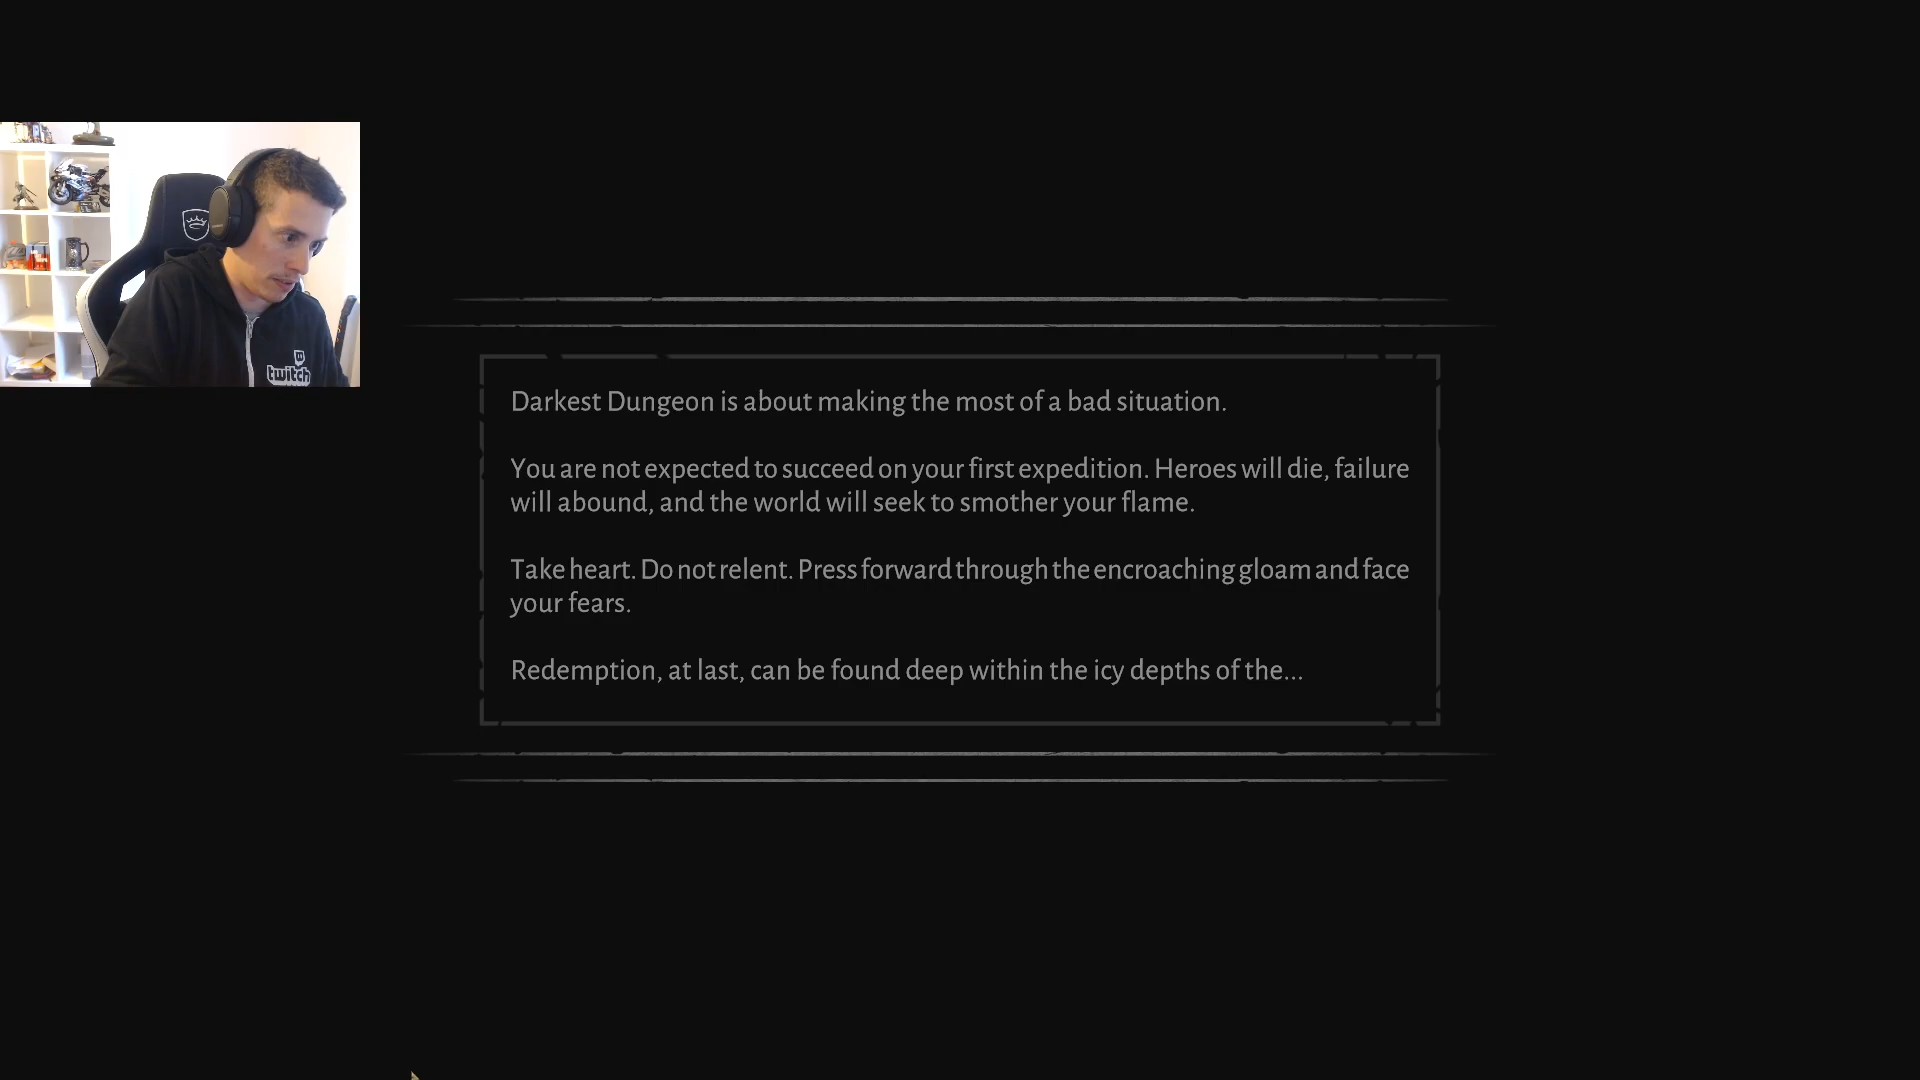 twitch
Darkest Dungeon is about making the most of a bad situation.
You are not expected to succeed on your first expedition. Heroes will die, failure
will abound, and the world will seek to smother your flame.
Take heart. Do not relent. Press forward through the encroaching gloam and face
your fears.
Redemption, at last, can be found deep within the icy depths of the...